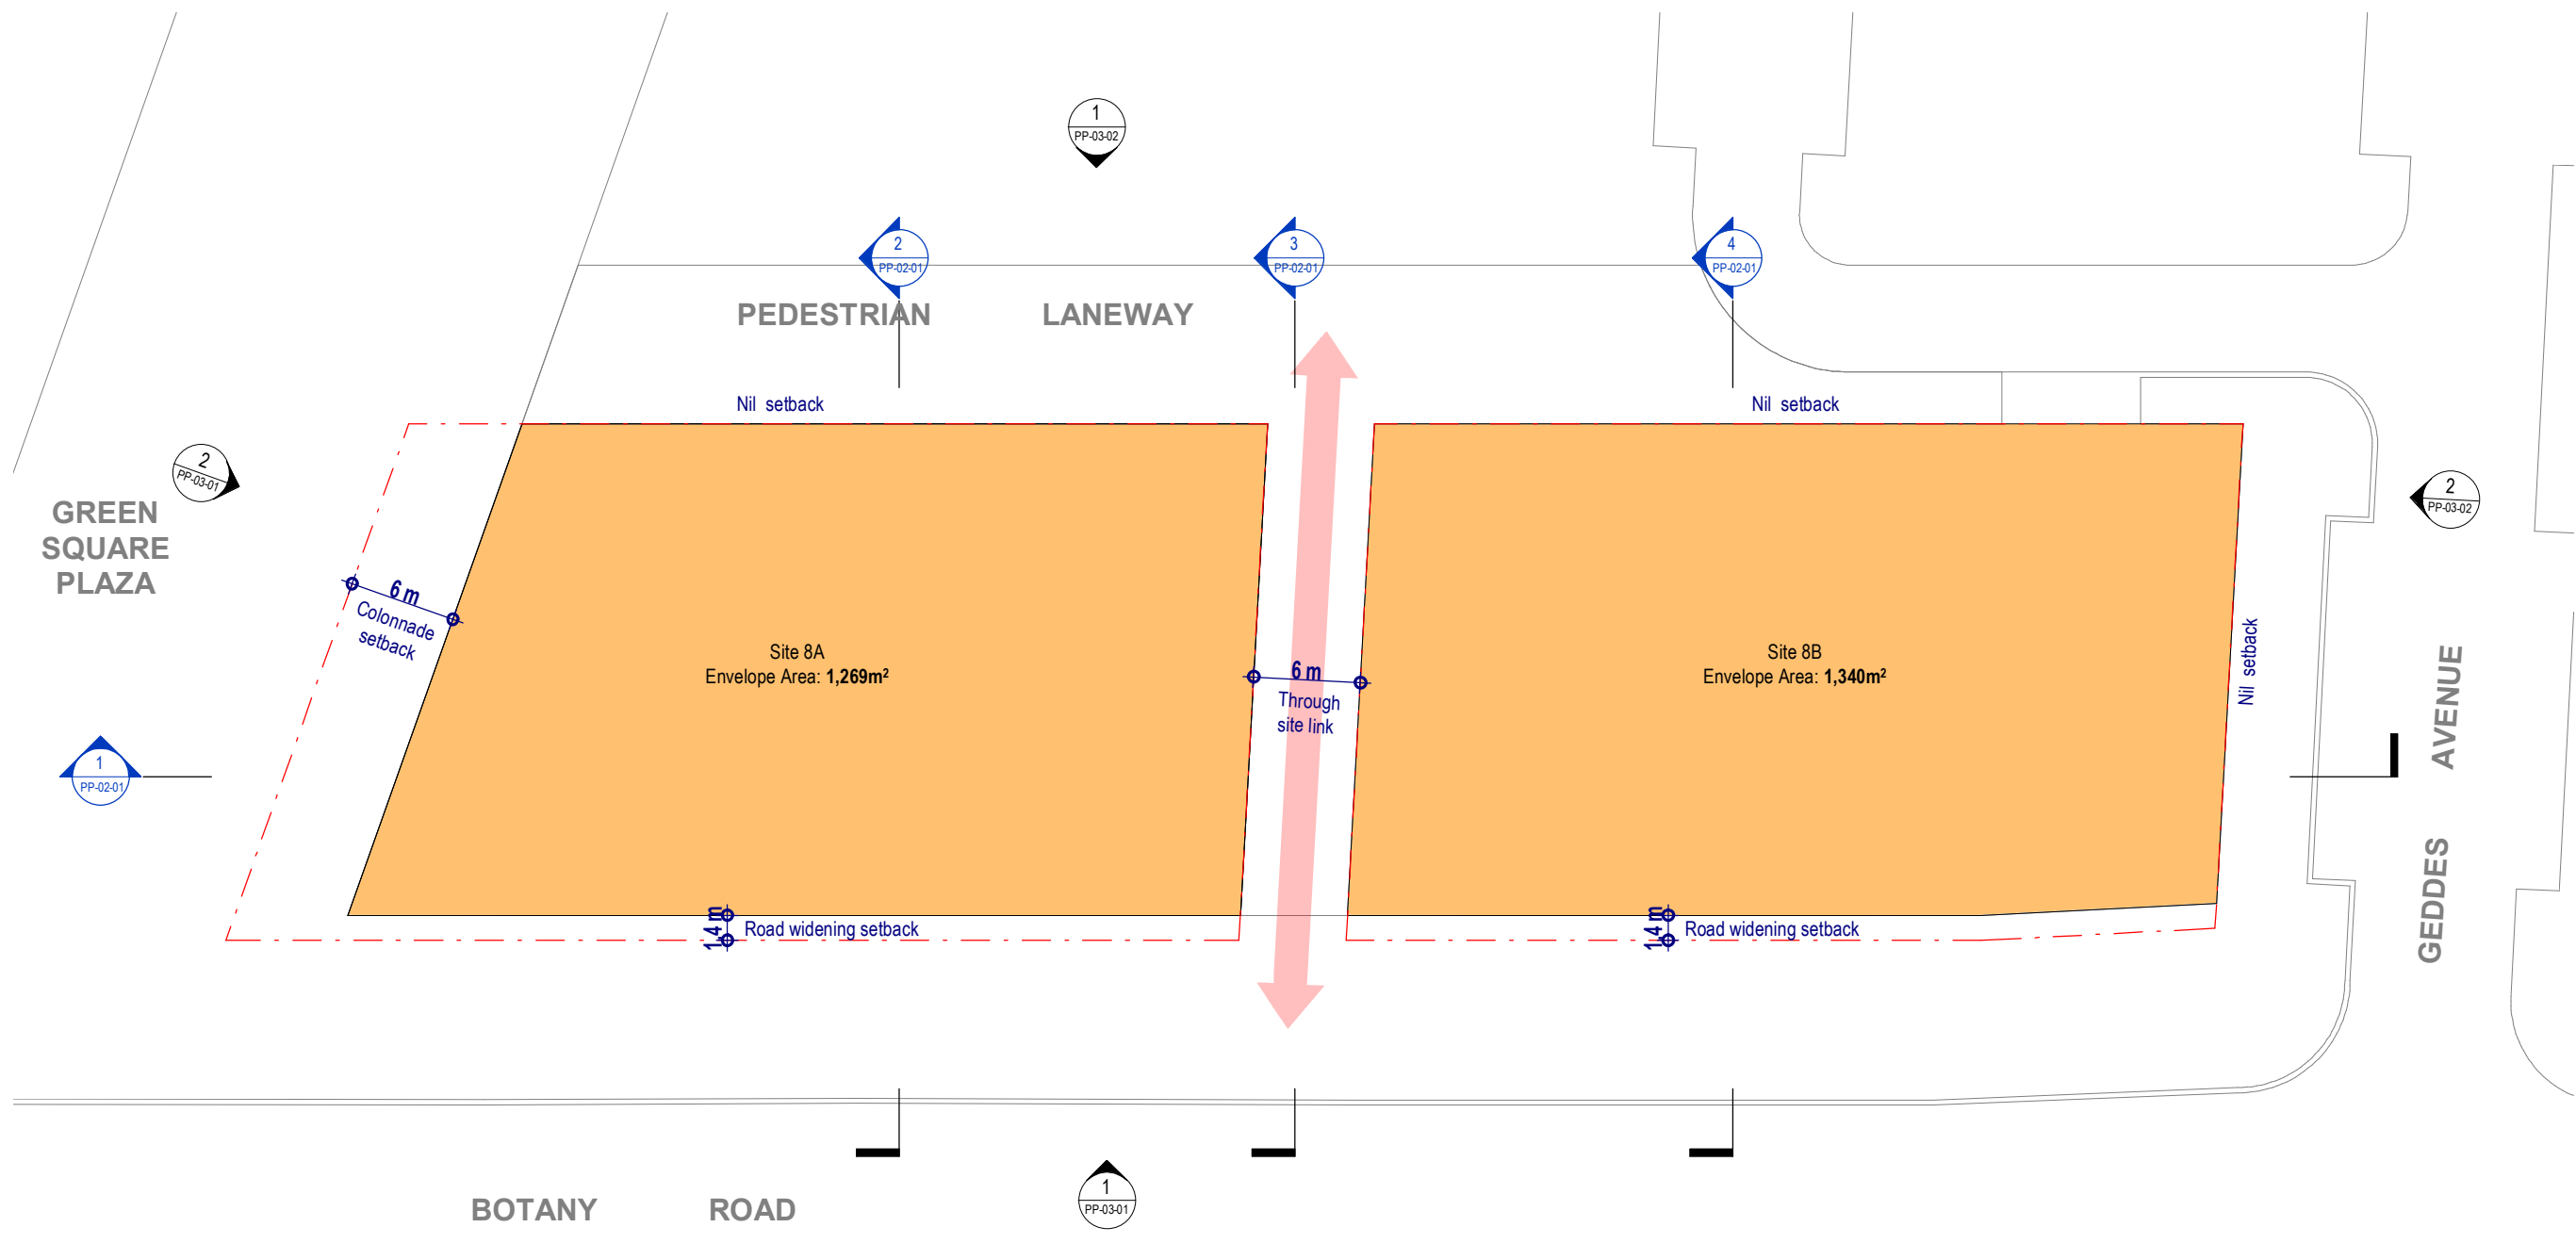 1
PP-03-02
2
PP-02-01
3
PP-02-01
4
PP-02-01
PEDESTRIAN LANEWAY
Nil setback
Nil setback
2
PP-03-01
2
PP-03-02
GREEN
SQUARE
PLAZA
6 m
Colonnade
setback
Site 8A
Envelope Area: 1,269m²
6 m
Through
site link
Site 8B
Envelope Area: 1,340m²
Nil setback
GEDDES AVENUE
1
PP-02-01
1.4 m
Road widening setback
1.4 m
Road widening setback
BOTANY ROAD
1
PP-03-01